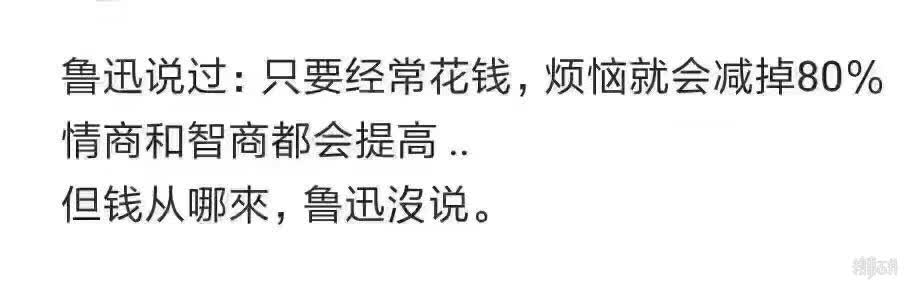 鲁迅说过：只要经常花钱，烦恼就会减掉80%
情商和智商都会提高 ..
但钱从哪來，鲁迅沒说。